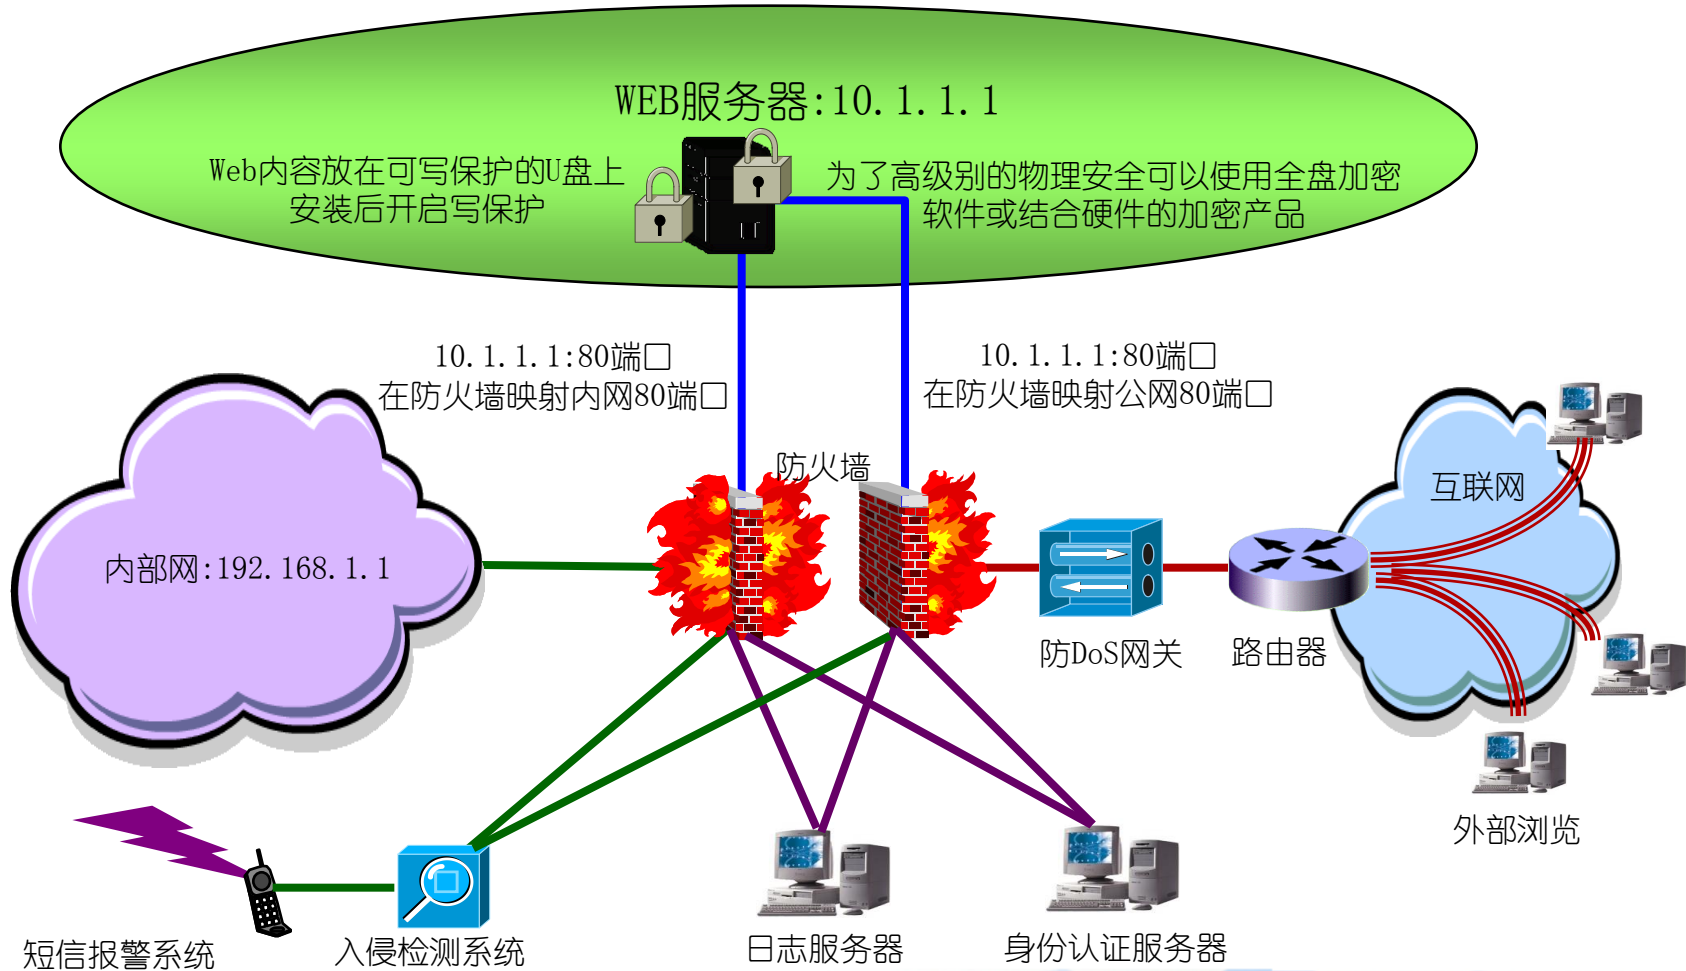 WEB服务器:10.1.1.1
Web内容放在可写保护的U盘上
安装后开启写保护
为了高级别的物理安全可以使用全盘加密
软件或结合硬件的加密产品
10.1.1.1:80端口
在防火墙映射内网80端口
10.1.1.1:80端口
在防火墙映射公网80端口
防火墙
互联网
内部网:192.168.1.1
防DoS网关
路由器
外部浏览
短信报警系统
入侵检测系统
日志服务器
身份认证服务器